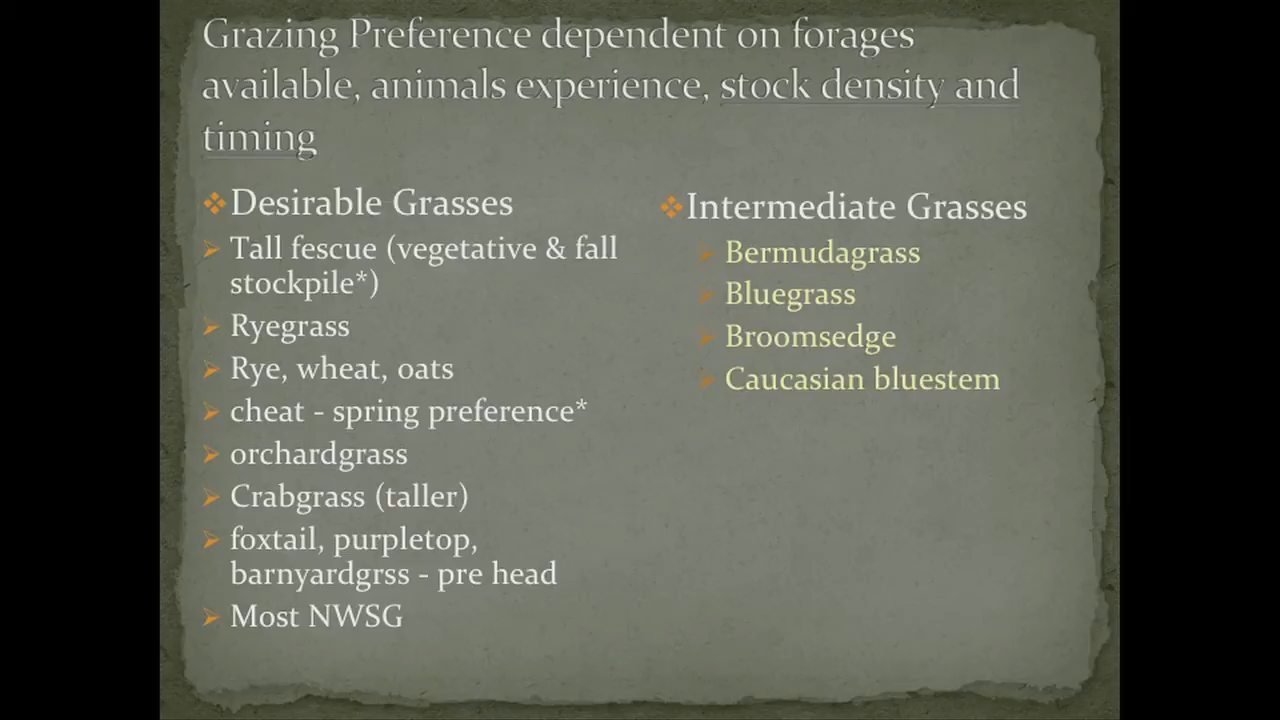 Grazing Preference dependent on forages
available, animals experience, stock density and
timing
Desirable Grasses
Tall fescue (vegetative & fall
stockpile*)
Ryegrass
Rye, wheat, oats
cheat - spring preference*
orchardgrass
Crabgrass (taller)
foxtail, purpletop,
barnyardgrss - pre head
Most NWSG
Intermediate Grasses
Bermudagrass
Bluegrass
Broomsedge
Caucasian bluestem